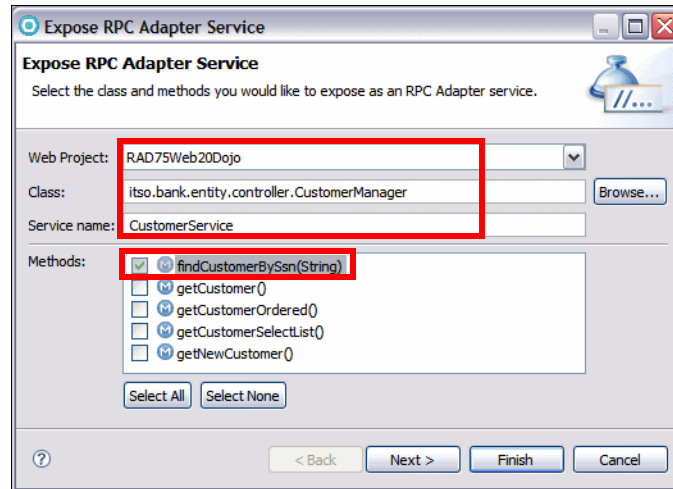 Expose RPC Adapter Service
Expose RPC Adapter Service
Select the class and methods you would like to expose as an RPC Adapter service.
Web Project: RAD75Web20Dojo
Class: itso.bank.entity.controller.CustomerManager Browse...
Service name: CustomerService
Methods: findCustomerBySsn(String)
getCustomer()
getCustomerOrdered()
getCustomerSelectList()
getNewCustomer()
Select All Select None
< Back Next > Finish Cancel